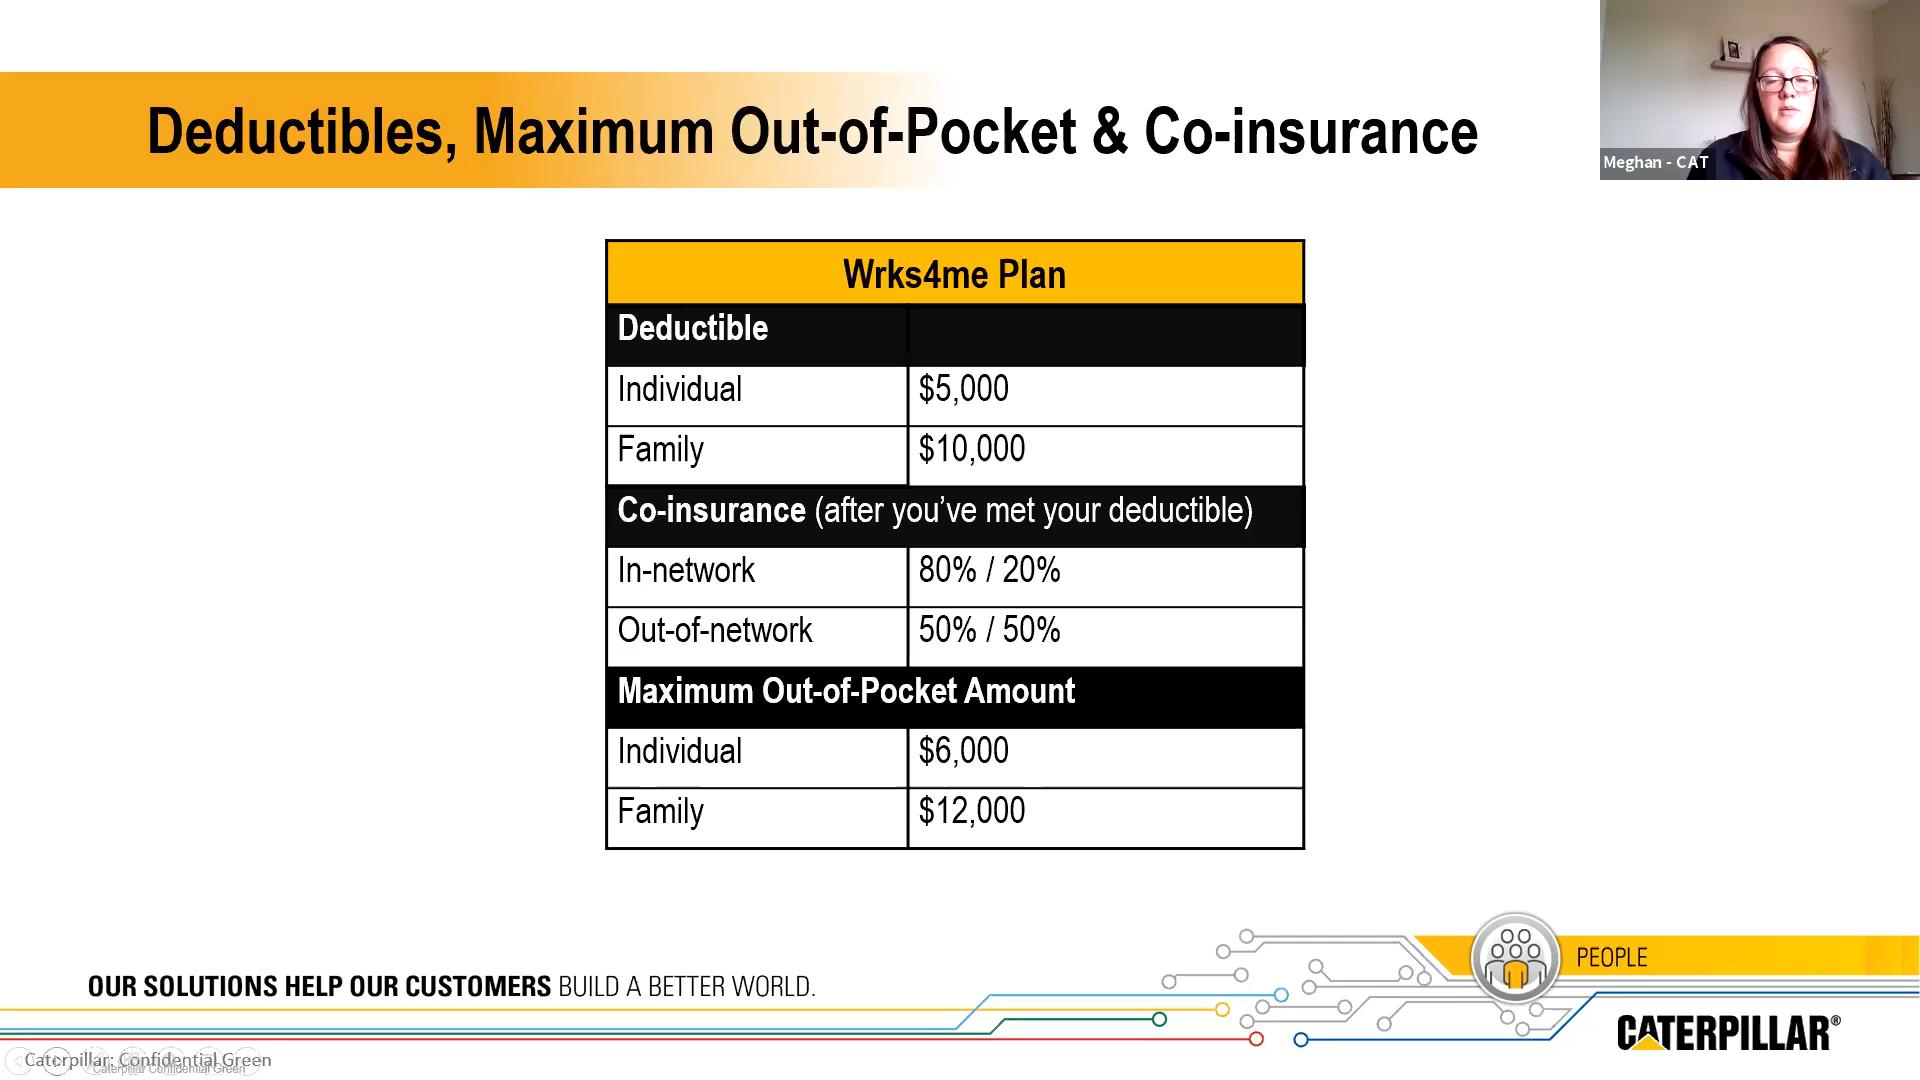 Deductibles, Maximum Out-of-Pocket & Co-insurance
Meghan - CAT
Wrks4me Plan
Deductible
Individual $5,000
Family $10,000
Co-insurance (after you’ve met your deductible)
In-network 80% / 20%
Out-of-network 50% / 50%
Maximum Out-of-Pocket Amount
Individual $6,000
Family $12,000
PEOPLE
OUR SOLUTIONS HELP OUR CUSTOMERS BUILD A BETTER WORLD.
CATERPILLAR®
Caterpillar: Confidential Green
Caterpillar Confidential Green